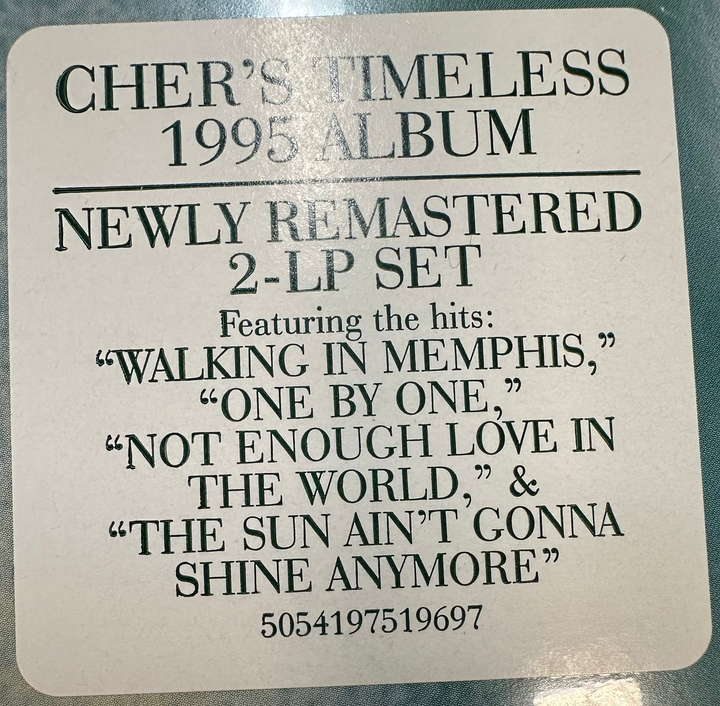 CHER'S TIMELESS
1995 ALBUM
NEWLY REMASTERED
2-LP SET
Featuring the hits:
“WALKING IN MEMPHIS,”
“ONE BY ONE,”
“NOT ENOUGH LOVE IN
THE WORLD,” &
“THE SUN AIN'T GONNA
SHINE ANYMORE”
5054197519697